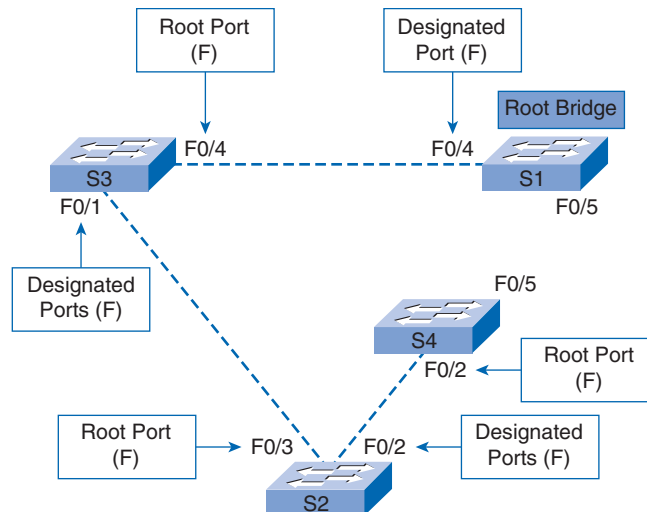 Root Port
(F)
Designated
Port (F)
Root Bridge
F0/4
F0/4
S3
S1
F0/1
F0/5
Designated
Ports (F)
F0/5
S4
F0/2
Root Port
(F)
Root Port
(F)
F0/3
F0/2
Designated
Ports (F)
S2